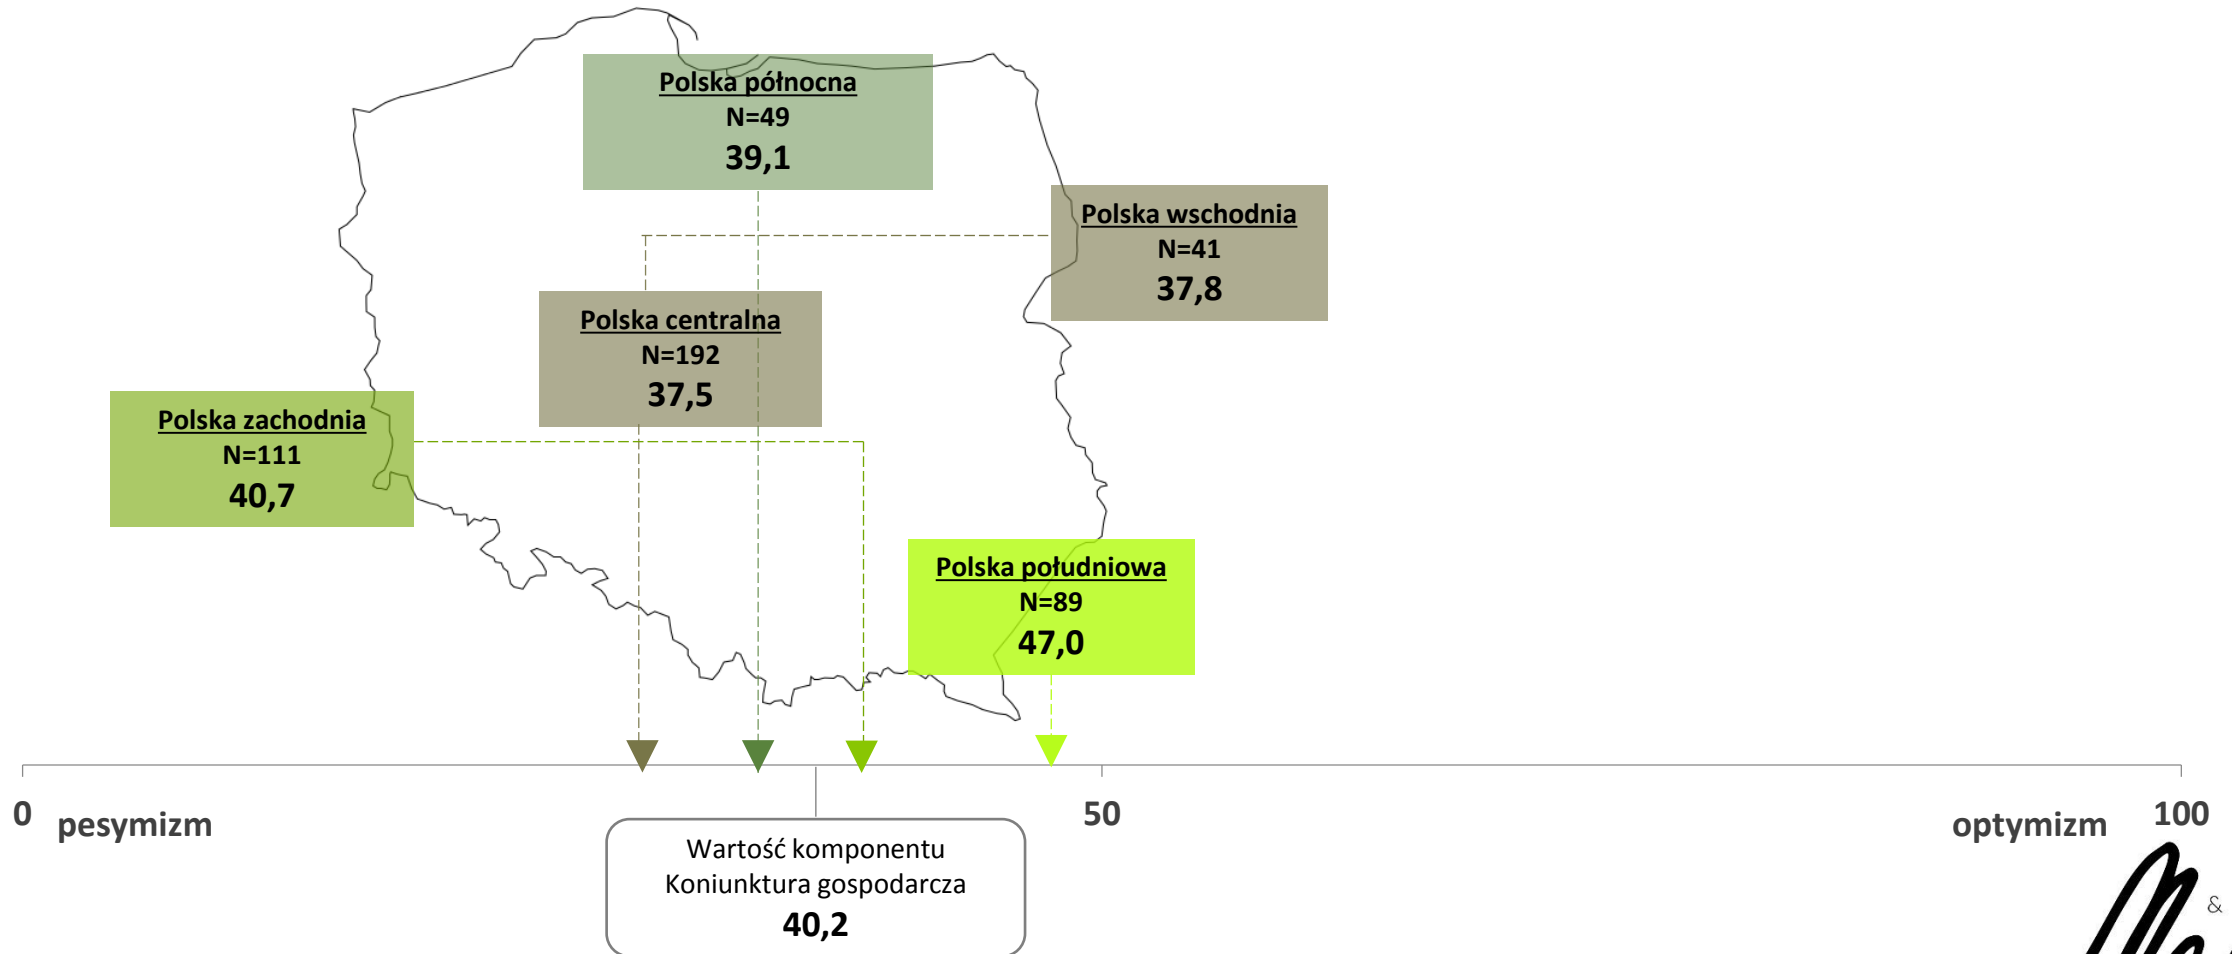 Polska północna
N=49
39,1
Polska wschodnia
N=41
37,8
Polska centralna
N=192
37,5
Polska zachodnia
N=111
40,7
Polska południowa
N=89
47,0
0
pesymizm
50
optymizm
100
Wartość komponentu
Koniunktura gospodarcza
40,2
&